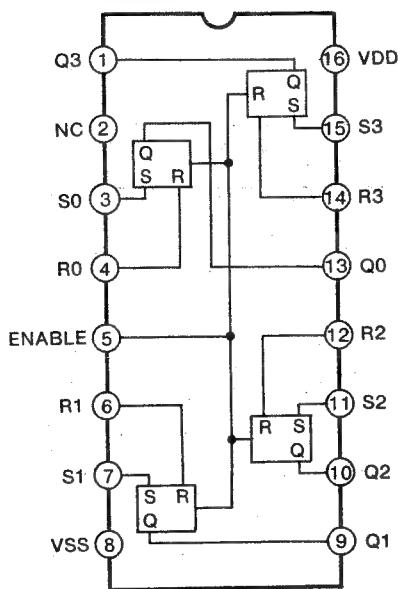 Q3 1 16 VDD
Q
R S
NC 2 15 S3
Q
S R
S0 3 14 R3
R0 4 13 Q0
ENABLE 5 12 R2
R1 6 11 S2
R S
Q
S1 7 10 Q2
S R
Q
VSS 8 9 Q1